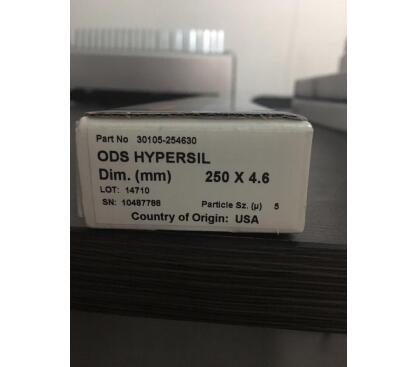 Part No 30105-254630
ODS HYPERSIL
Dim. (mm) 250 X 4.6
LOT: 14710
SN: 10487788 Particle Sz. (µ) 5
Country of Origin: USA